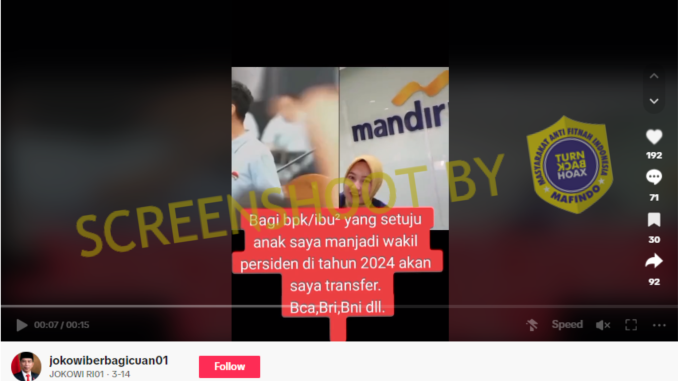 SCREENSHOOT BY
MASYARAKAT ANTI FITNAH INDONESIA
TURN
BACK
HOAX
MAFINDO
mandiri
Bagi bpk/ibu² yang setuju
anak saya manjadi wakil
persiden di tahun 2024 akan
saya transfer.
Bca,Bri,Bni dll.
192
71
30
92
00:07 / 00:15
Speed
jokowiberbagicuan01
JOKOWI RI01 · 3-14
Follow